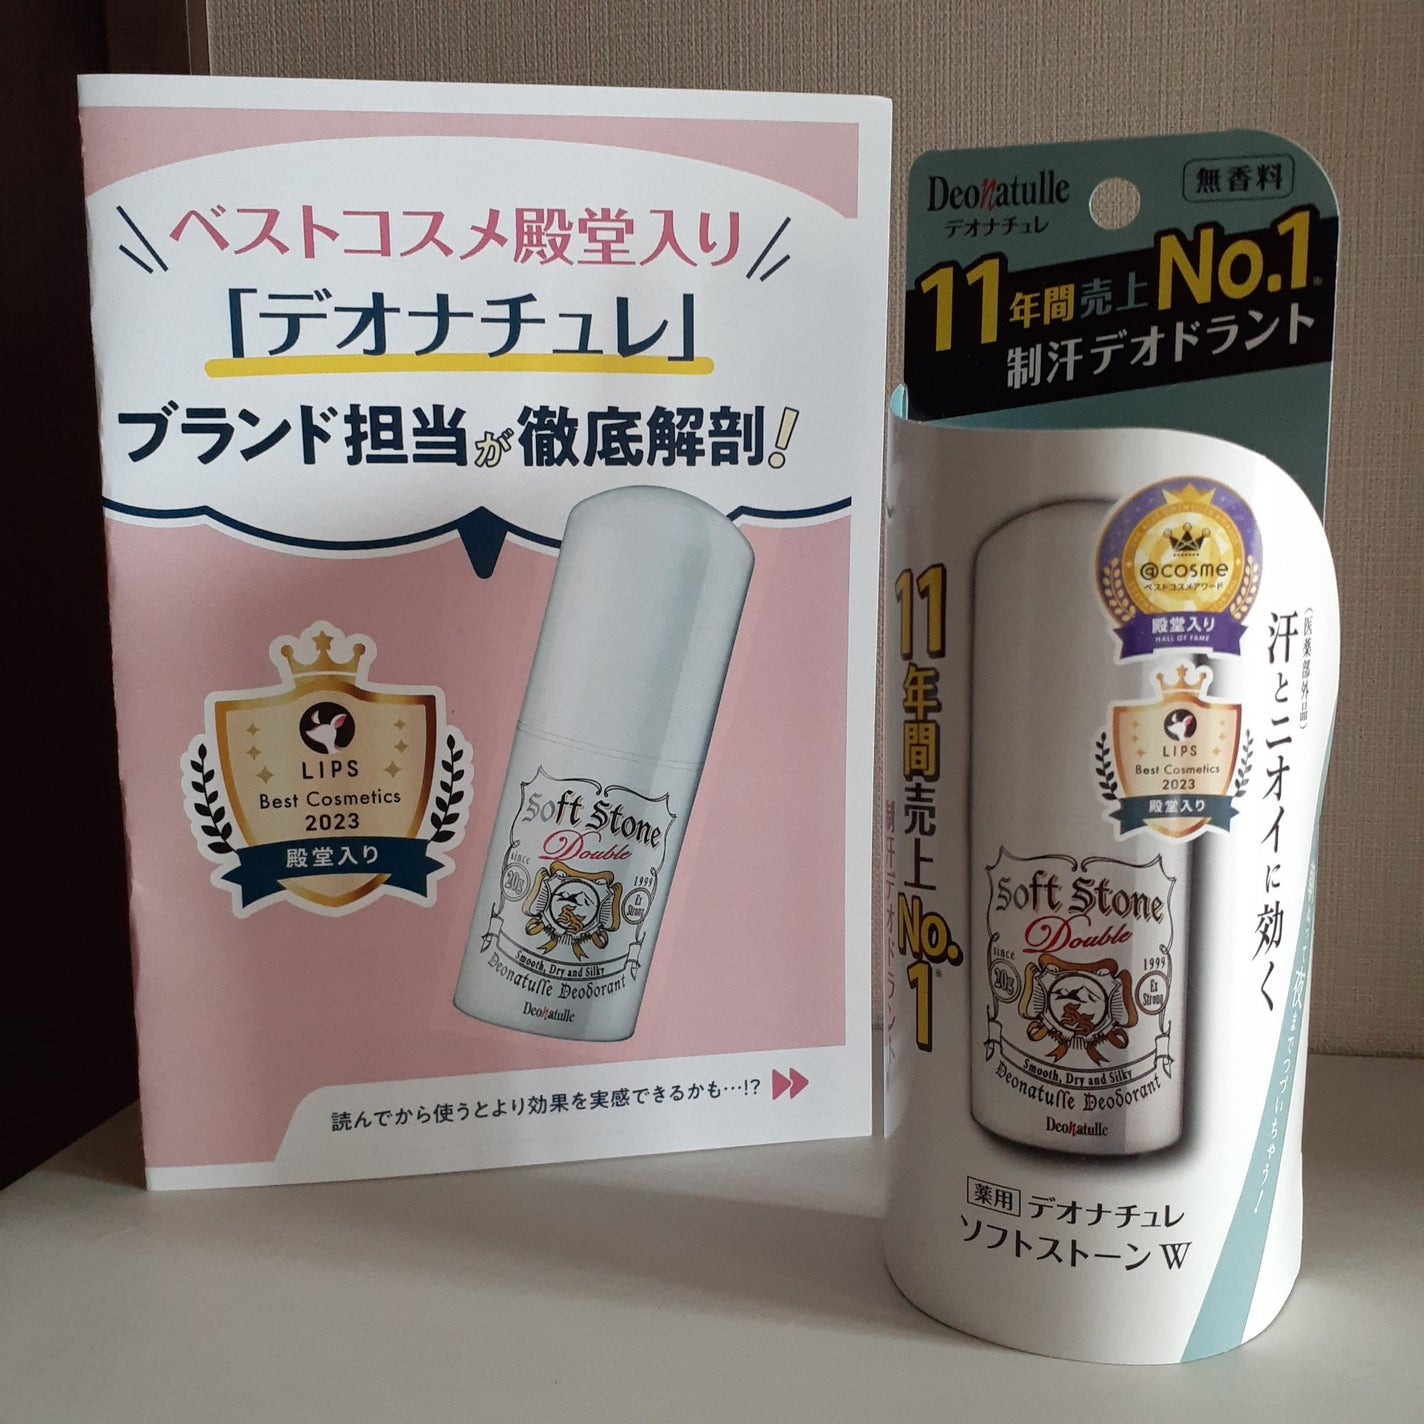 ベストコスメ殿堂入り
「デオナチュレ」
ブランド担当が徹底解剖!
LIPS
Best Cosmetics
2023
殿堂入り
Soft Stone
Double
since
20g
1999
Ex
Strong
Smooth, Dry and Silky
Deonatulle Deodorant
Deonatulle
読んでから使うとより効果を実感できるかも…!?
Deonatulle
デオナチュレ
無香料
11年間売上No.1※
制汗デオドラント
11年間売上No.1※
制汗デオドラント
@cosme
ベストコスメアワード
殿堂入り
HALL OF FAME
LIPS
Best Cosmetics
2023
殿堂入り
(医薬部外品)
汗とニオイに効く
Soft Stone
Double
since
20g
1999
Ex
Strong
Smooth, Dry and Silky
Deonatulle Deodorant
Deonatulle
薬用 デオナチュレ
ソフトストーンW